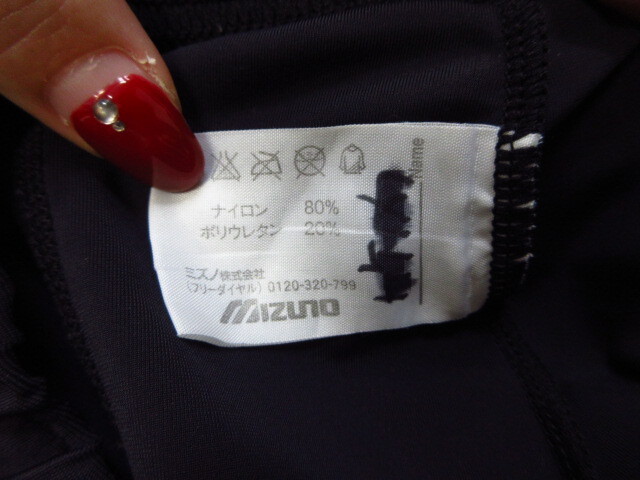 ナイロン 80%
ポリウレタン 20%
ミズノ株式会社
(フリーダイヤル) 0120-320-799
MIZUNO
Name